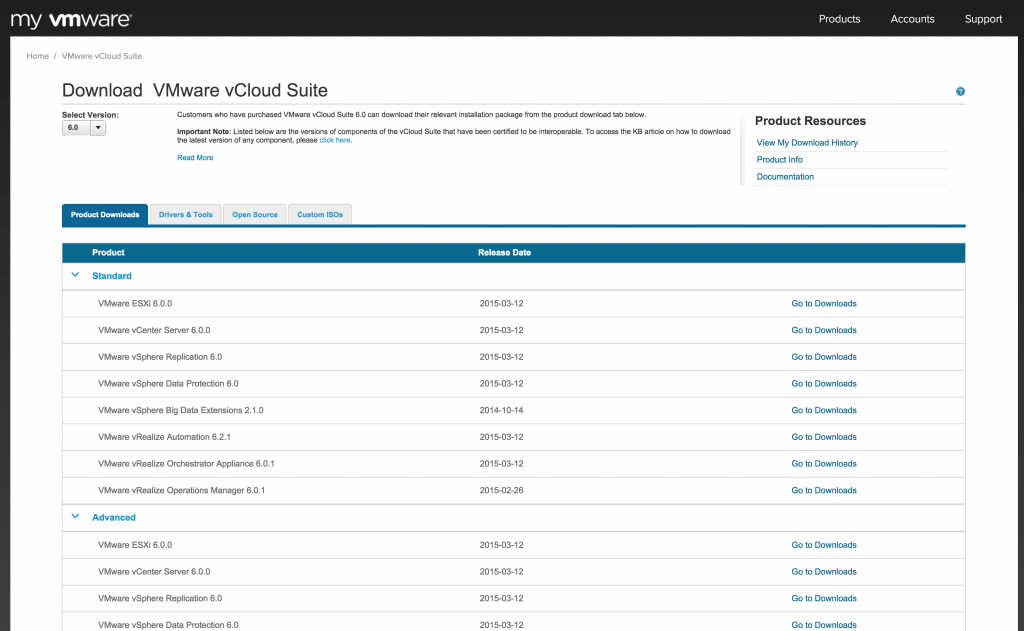 my vmware®
Products Accounts Support
Home / VMware vCloud Suite
Download VMware vCloud Suite
?
Select Version:
6.0
Customers who have purchased VMware vCloud Suite 6.0 can download their relevant installation package from the product download tab below.
Important Note: Listed below are the versions of components of the vCloud Suite that have been certified to be interoperable. To access the KB article on how to download
the latest version of any component, please click here.
Read More
Product Resources
View My Download History
Product Info
Documentation
Product Downloads Drivers & Tools Open Source Custom ISOs
Product Release Date
Standard
VMware ESXi 6.0.0 2015-03-12 Go to Downloads
VMware vCenter Server 6.0.0 2015-03-12 Go to Downloads
VMware vSphere Replication 6.0 2015-03-12 Go to Downloads
VMware vSphere Data Protection 6.0 2015-03-12 Go to Downloads
VMware vSphere Big Data Extensions 2.1.0 2014-10-14 Go to Downloads
VMware vRealize Automation 6.2.1 2015-03-12 Go to Downloads
VMware vRealize Orchestrator Appliance 6.0.1 2015-03-12 Go to Downloads
VMware vRealize Operations Manager 6.0.1 2015-02-26 Go to Downloads
Advanced
VMware ESXi 6.0.0 2015-03-12 Go to Downloads
VMware vCenter Server 6.0.0 2015-03-12 Go to Downloads
VMware vSphere Replication 6.0 2015-03-12 Go to Downloads
VMware vSphere Data Protection 6.0 2015-03-12 Go to Downloads